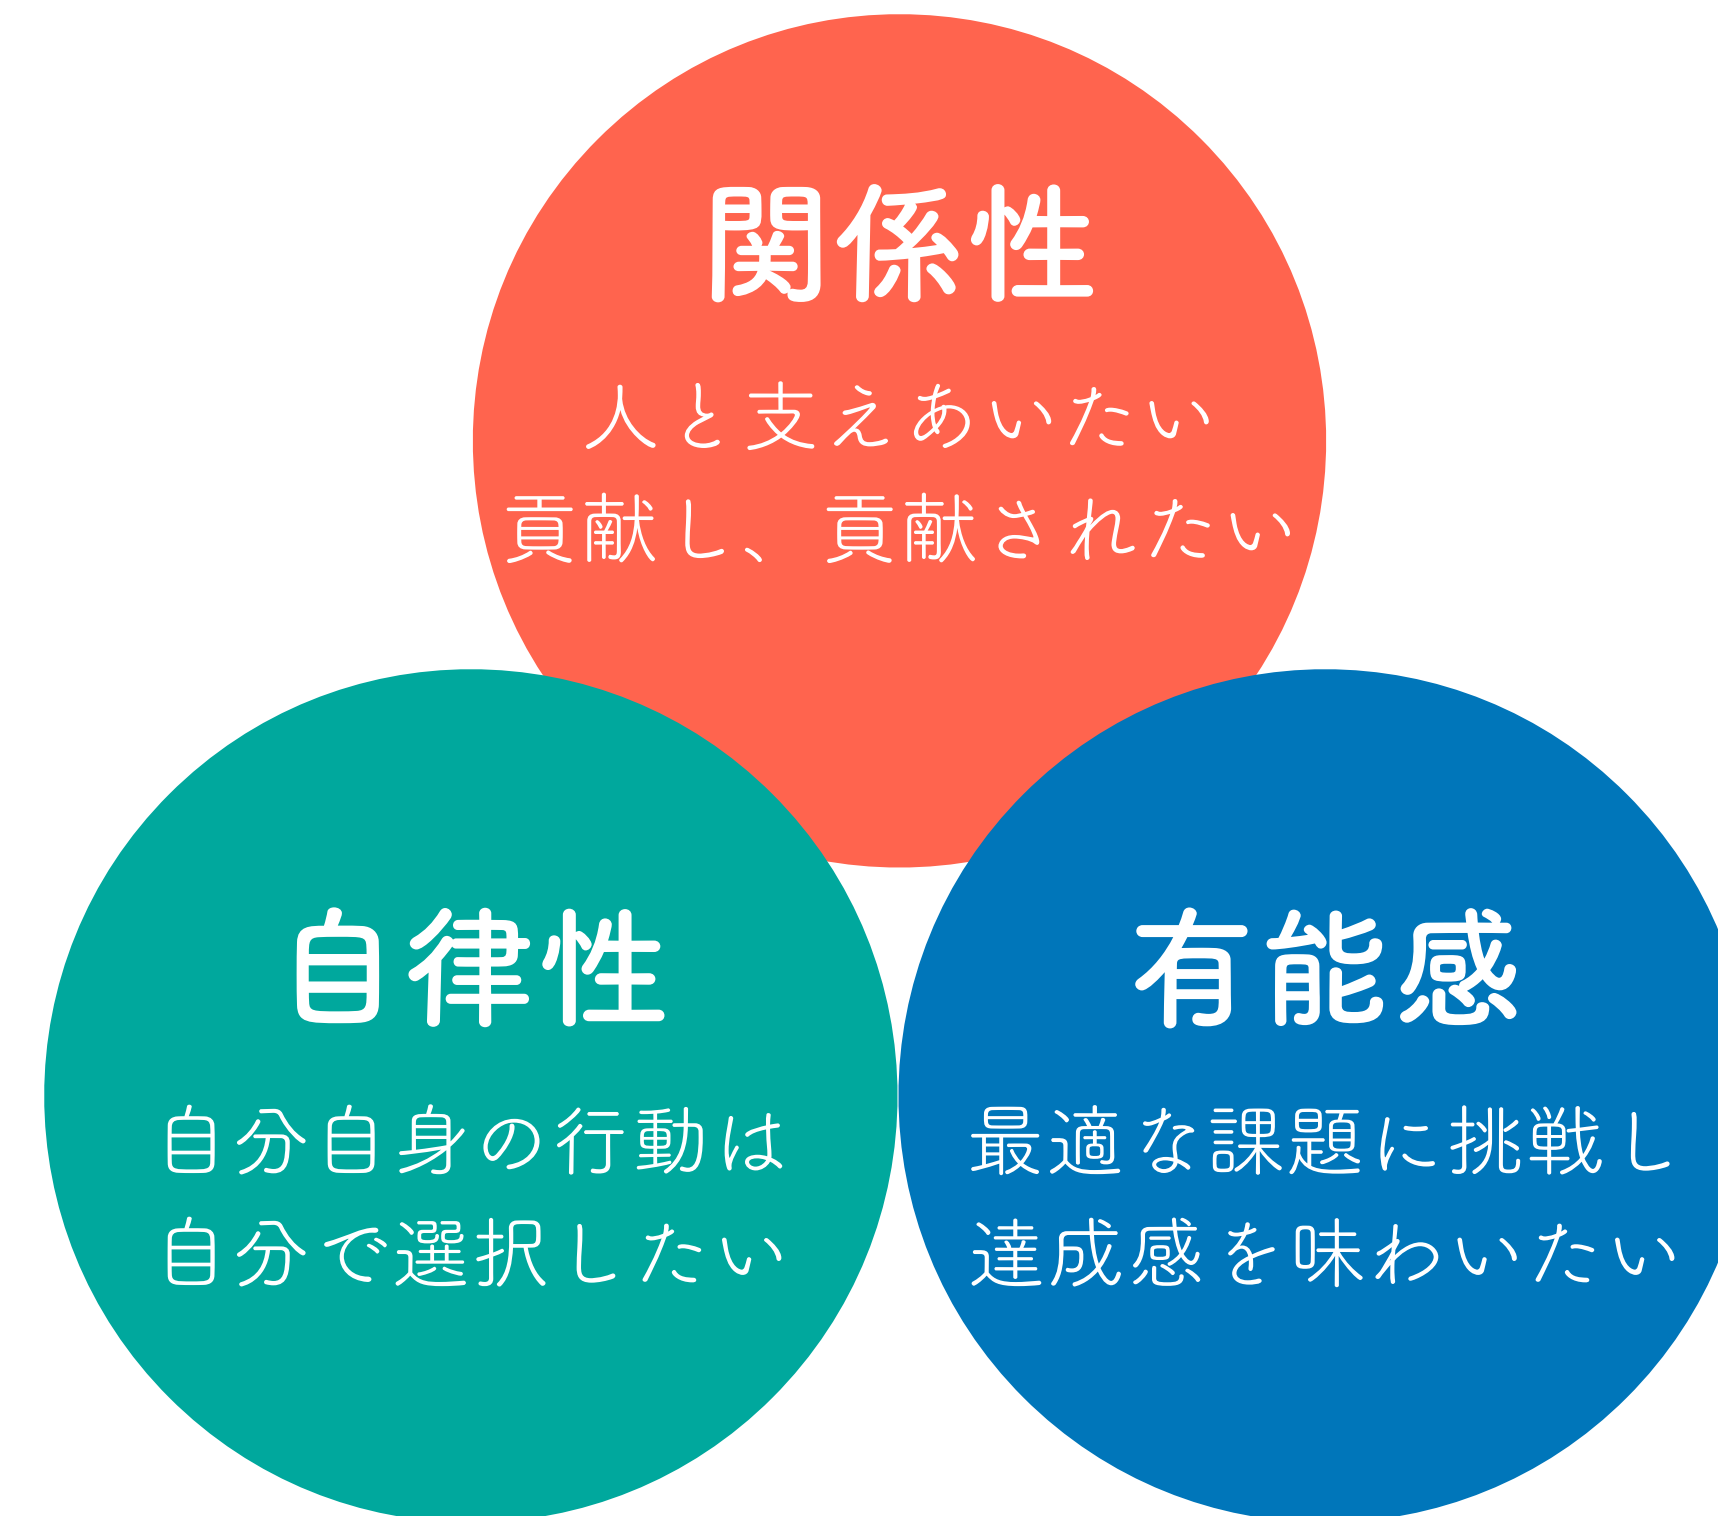 関係性
人と支えあいたい
貢献し、貢献されたい
自律性
自分自身の行動は
自分で選択したい
有能感
最適な課題に挑戦し
達成感を味わいたい